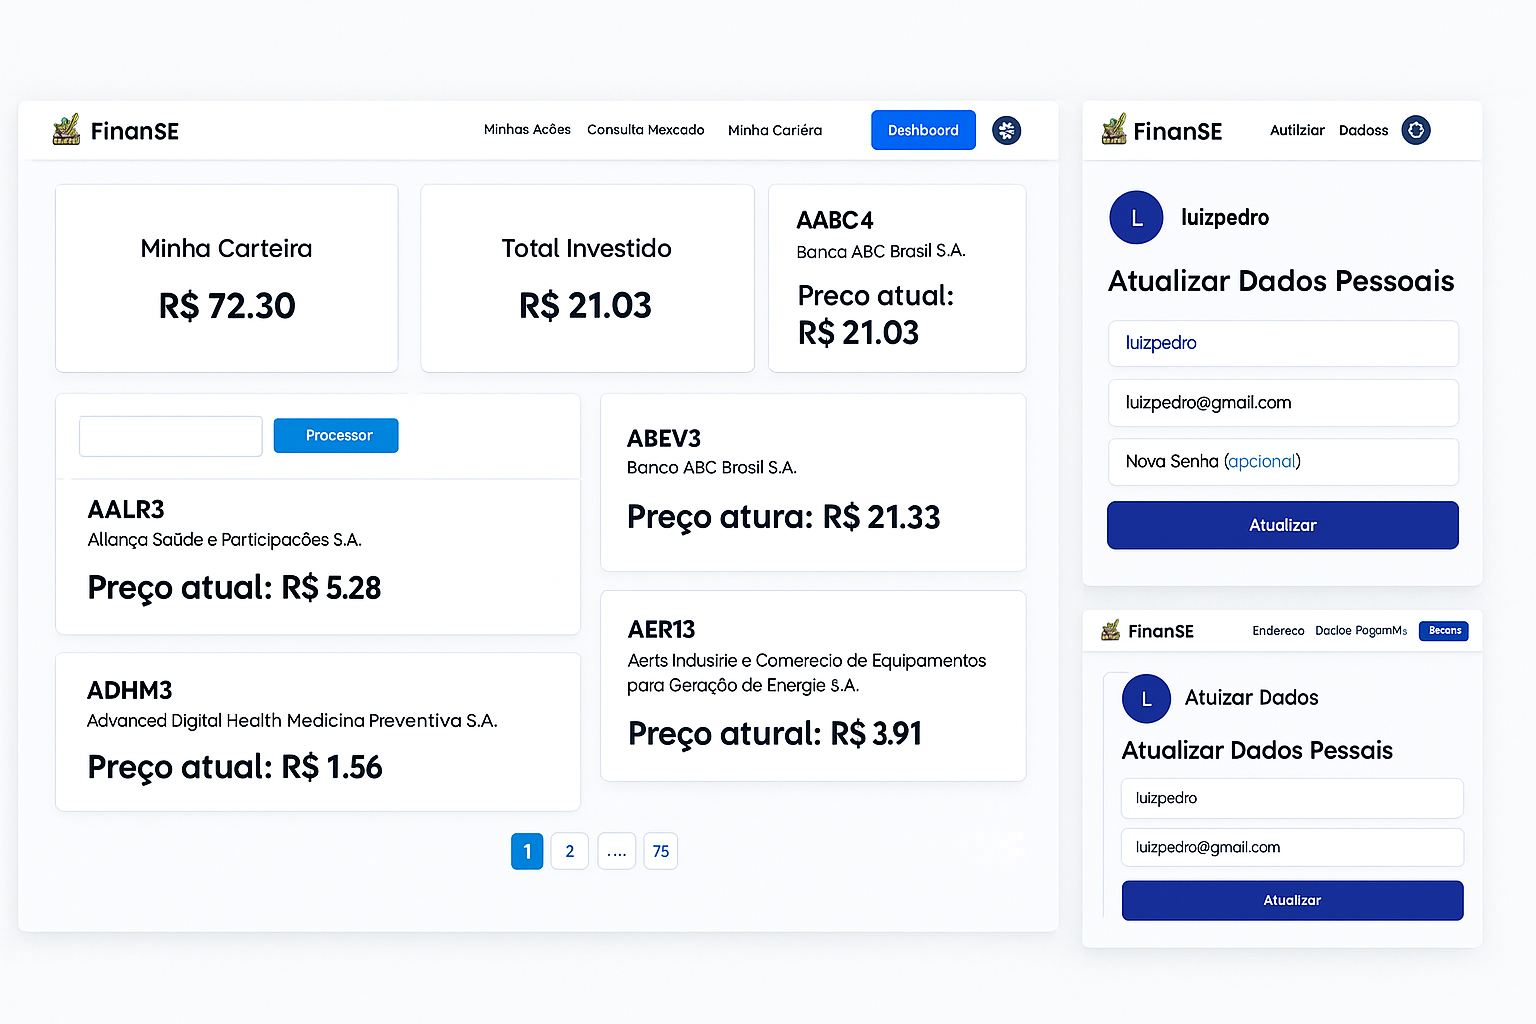 FinanSE
Minhas Acões Consulta Mexcado Minha Cariéra Deshboord
Minha Carteira
R$ 72.30
Total Investido
R$ 21.03
AABC4
Banca ABC Brasil S.A.
Preco atual:
R$ 21.03
Processor
AALR3
Allança Saūde e Participacôes S.A.
Preço atual: R$ 5.28
ADHM3
Advanced Digital Health Medicina Preventiva S.A.
Preço atual: R$ 1.56
ABEV3
Banco ABC Brosil S.A.
Preço atura: R$ 21.33
AER13
Aerts Indusirie e Comerecio de Equipamentos
para Geração de Energie S.A.
Preço atural: R$ 3.91
1 2 .... 75
FinanSE Autilziar Dadoss
L luizpedro
Atualizar Dados Pessoais
luizpedro
luizpedro@gmail.com
Nova Senha (apcional)
Atualizar
FinanSE Endereco Dacloe PogamMs Becans
L Atuizar Dados
Atualizar Dados Pessais
luizpedro
luizpedro@gmail.com
Atualizar